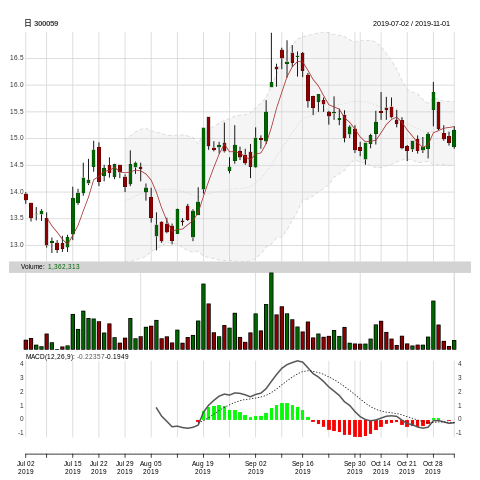 日 300059
2019-07-02 / 2019-11-01
16.5
16.0
15.5
15.0
14.5
14.0
13.5
13.0
Volume: 1,362,313
MACD(12,26,9): -0.22357-0.1949
4 4
3 3
2 2
1 1
0 0
-1 -1
Jul 02 Jul 15 Jul 22 Jul 29 Aug 05 Aug 19 Sep 02 Sep 16 Sep 30 Oct 14 Oct 21 Oct 28
2019 2019 2019 2019 2019 2019 2019 2019 2019 2019 2019 2019